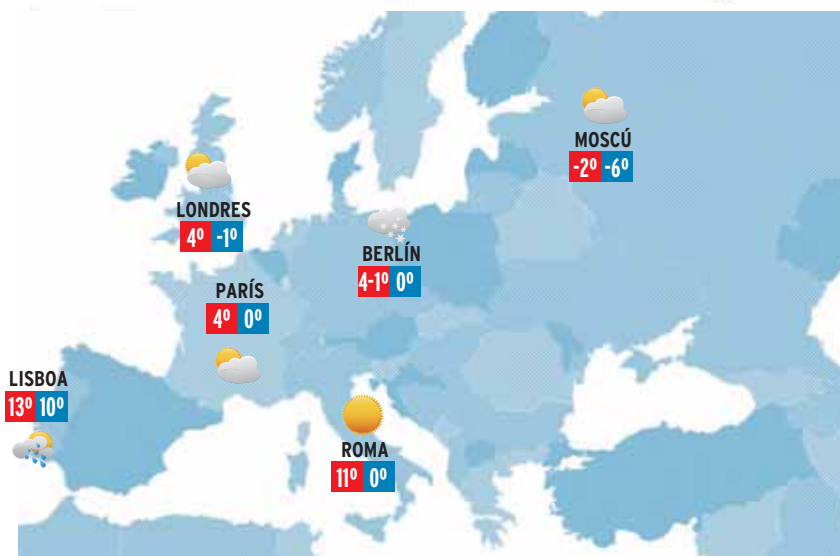 MOSCÚ
-2º -6º
LONDRES
4º -1º
BERLÍN
4-1º 0º
PARÍS
4º 0º
LISBOA
13º 10º
ROMA
11º 0º